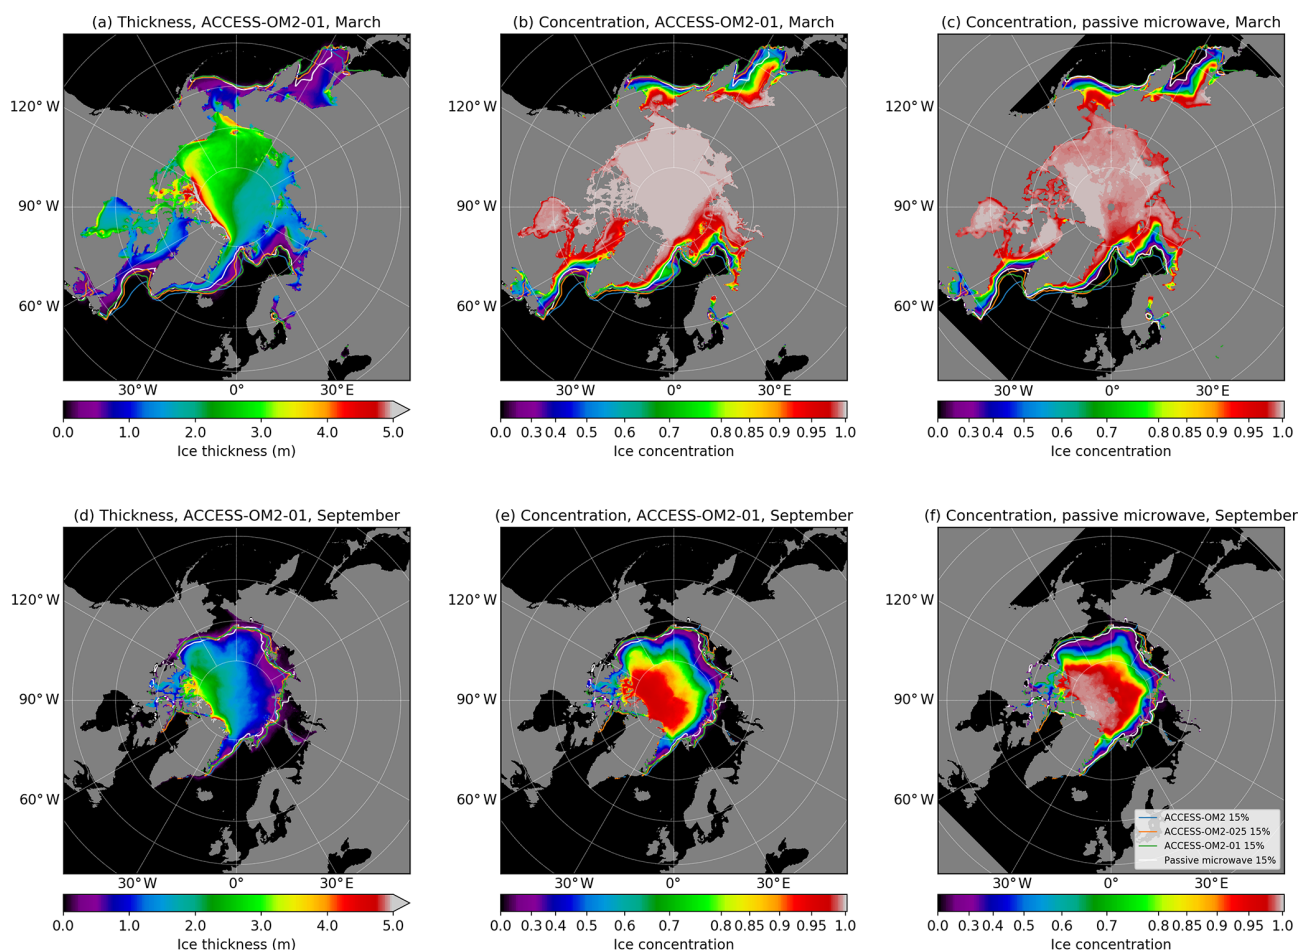 (a) Thickness, ACCESS-OM2-01, March
(b) Concentration, ACCESS-OM2-01, March
(c) Concentration, passive microwave, March
120° W
90° W
60° W
30°W 0° 30°E
120° W
90° W
60° W
30°W 0° 30°E
120° W
90° W
60° W
30°W 0° 30°E
0.0 1.0 2.0 3.0 4.0 5.0
Ice thickness (m)
0.0 0.3 0.4 0.5 0.6 0.7 0.8 0.85 0.9 0.95 1.0
Ice concentration
0.0 0.3 0.4 0.5 0.6 0.7 0.8 0.85 0.9 0.95 1.0
Ice concentration
(d) Thickness, ACCESS-OM2-01, September
(e) Concentration, ACCESS-OM2-01, September
(f) Concentration, passive microwave, September
120° W
90° W
60° W
30°W 0° 30°E
120° W
90° W
60° W
30°W 0° 30°E
120° W
90° W
60° W
30°W 0° 30°E
ACCESS-OM2 15%
ACCESS-OM2-025 15%
ACCESS-OM2-01 15%
Passive microwave 15%
0.0 1.0 2.0 3.0 4.0 5.0
Ice thickness (m)
0.0 0.3 0.4 0.5 0.6 0.7 0.8 0.85 0.9 0.95 1.0
Ice concentration
0.0 0.3 0.4 0.5 0.6 0.7 0.8 0.85 0.9 0.95 1.0
Ice concentration